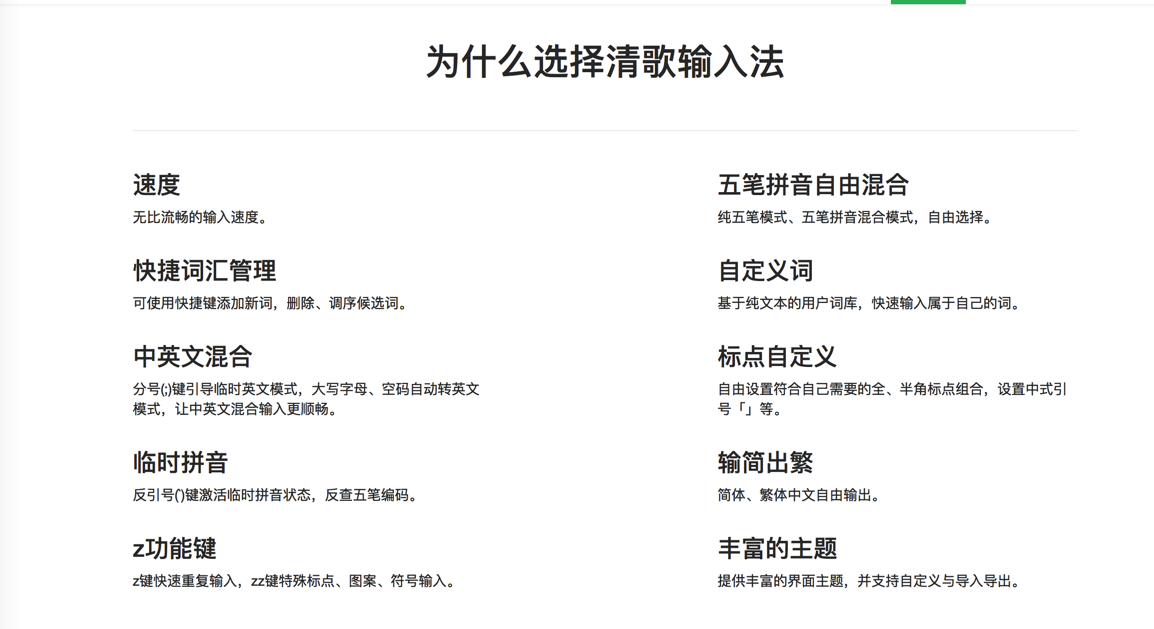 为什么选择清歌输入法
速度
无比流畅的输入速度。
快捷词汇管理
可使用快捷键添加新词，删除、调序候选词。
中英文混合
分号(;)键引导临时英文模式，大写字母、空码自动转英文
模式，让中英文混合输入更顺畅。
临时拼音
反引号(`)键激活临时拼音状态，反查五笔编码。
z功能键
z键快速重复输入，zz键特殊标点、图案、符号输入。
五笔拼音自由混合
纯五笔模式、五笔拼音混合模式，自由选择。
自定义词
基于纯文本的用户词库，快速输入属于自己的词。
标点自定义
自由设置符合自己需要的全、半角标点组合，设置中式引
号「」等。
输简出繁
简体、繁体中文自由输出。
丰富的主题
提供丰富的界面主题，并支持自定义与导入导出。